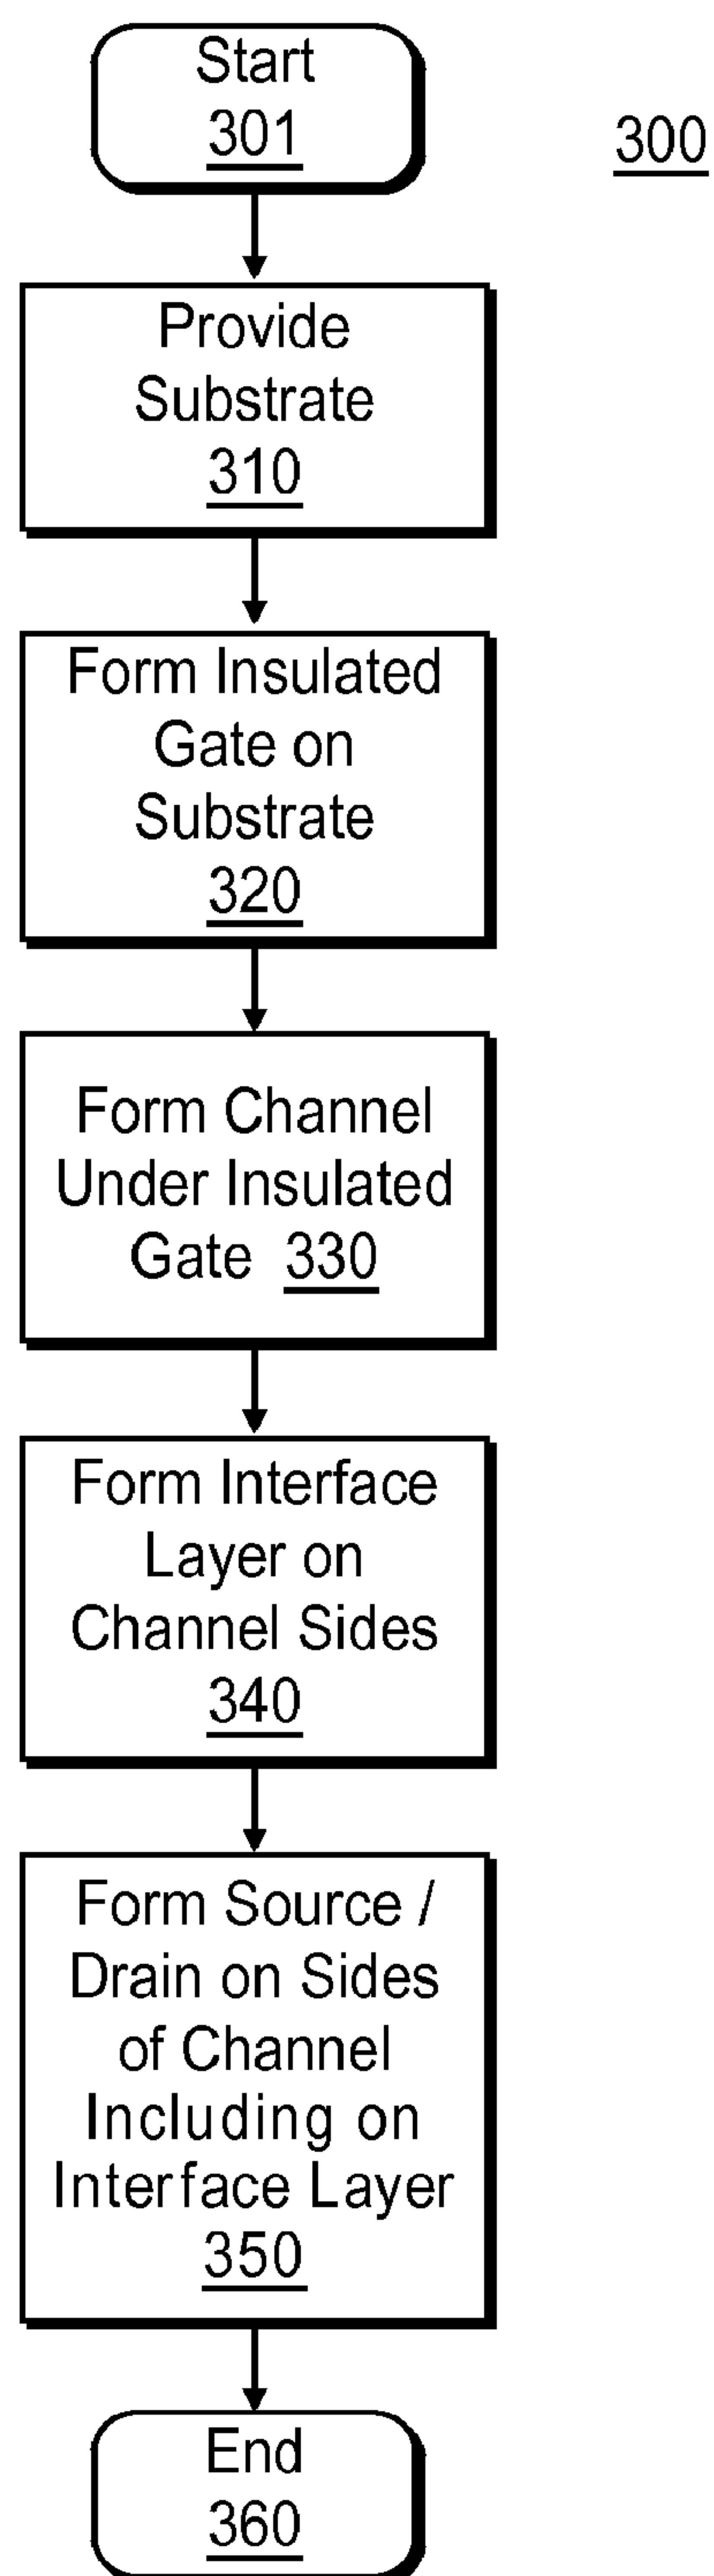 Start
301
300
Provide
Substrate
310
Form Insulated
Gate on
Substrate
320
Form Channel
Under Insulated
Gate 330
Form Interface
Layer on
Channel Sides
340
Form Source /
Drain on Sides
of Channel
Including on
Interface Layer
350
End
360